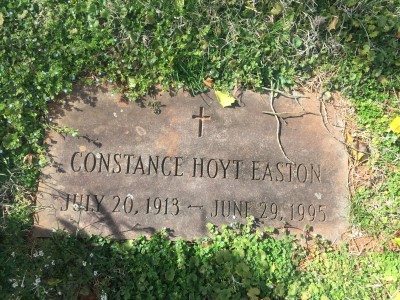 CONSTANCE HOYT EASTON
JULY 20, 1913 – JUNE 29, 1995